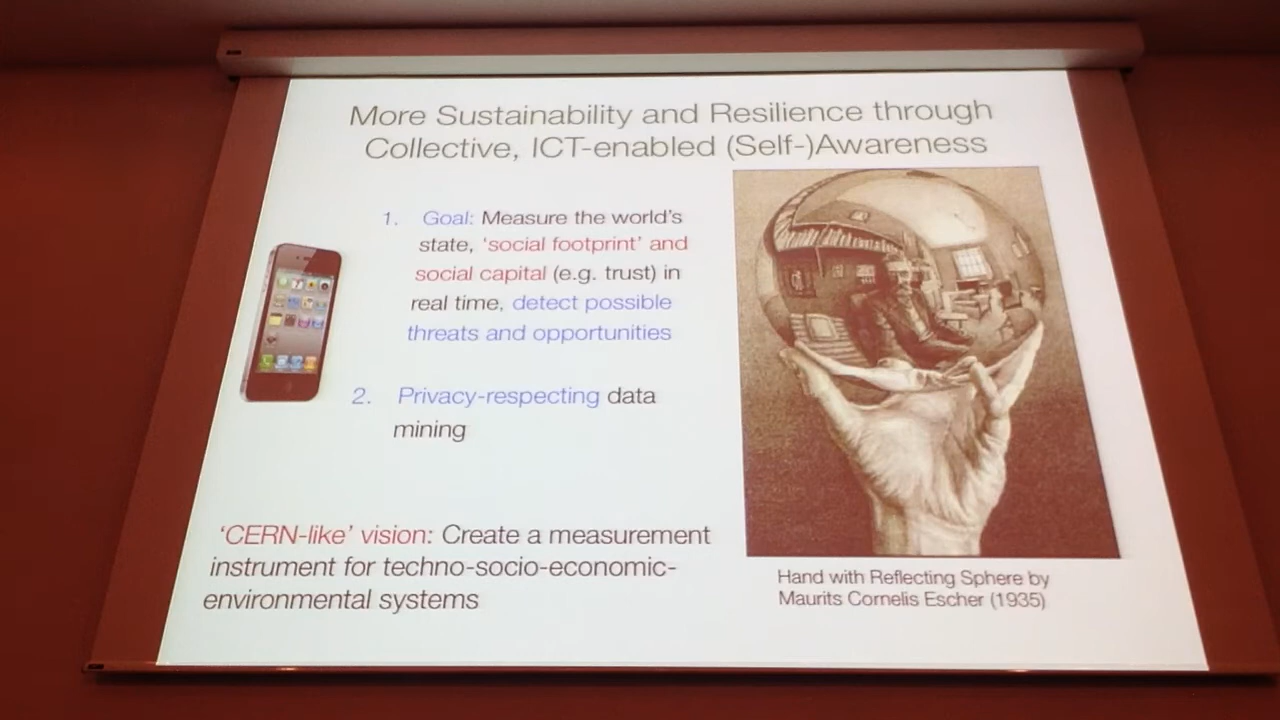 More Sustainability and Resilience through
Collective, ICT-enabled (Self-)Awareness
1. Goal: Measure the world's
state, 'social footprint' and
social capital (e.g. trust) in
real time, detect possible
threats and opportunities
2. Privacy-respecting data
mining
'CERN-like' vision: Create a measurement
instrument for techno-socio-economic-
environmental systems
Hand with Reflecting Sphere by
Maurits Cornelis Escher (1935)